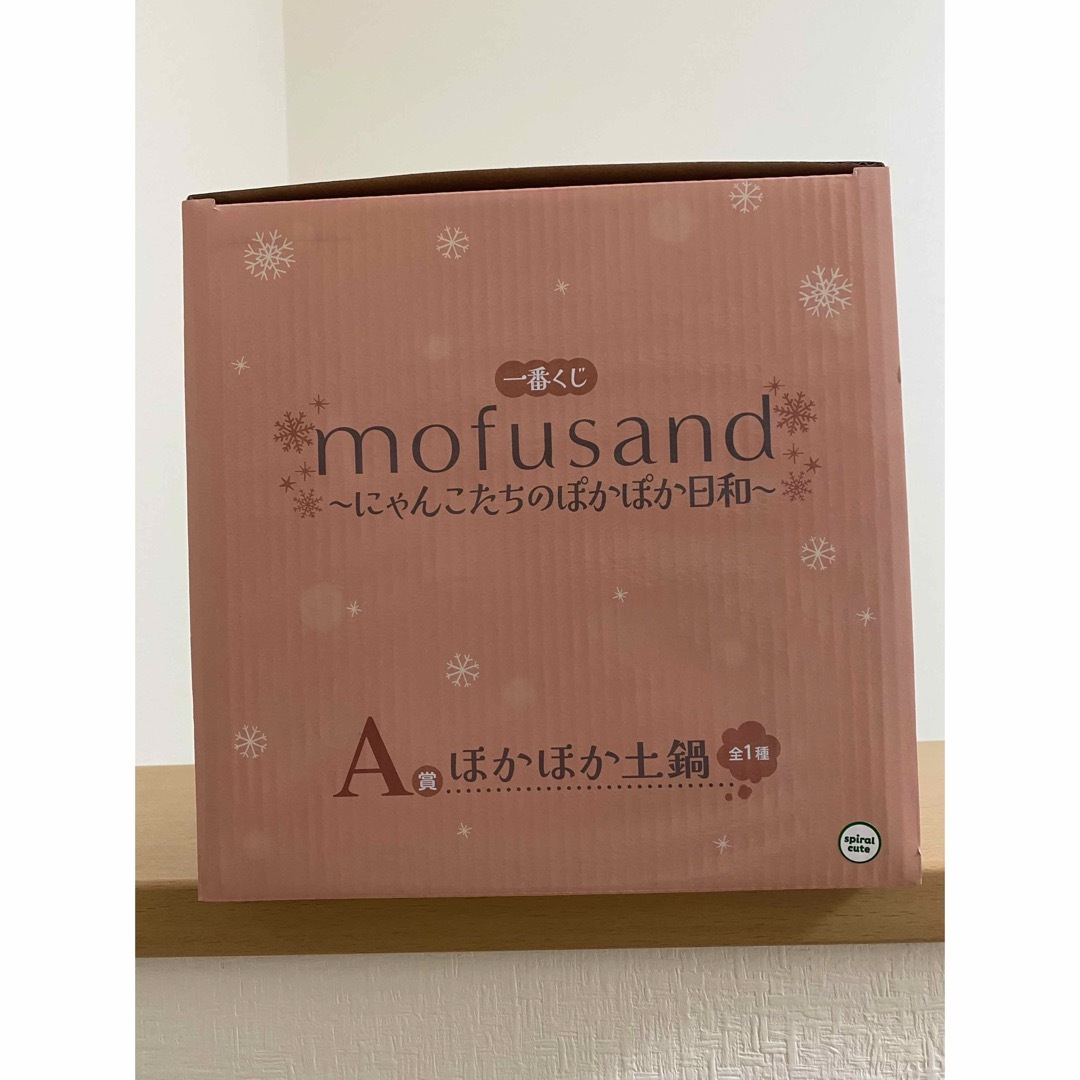 一番くじ
mofusand
～にゃんこたちのぽかぽか日和～
A賞 ほかほか土鍋 全1種
spiral
cute